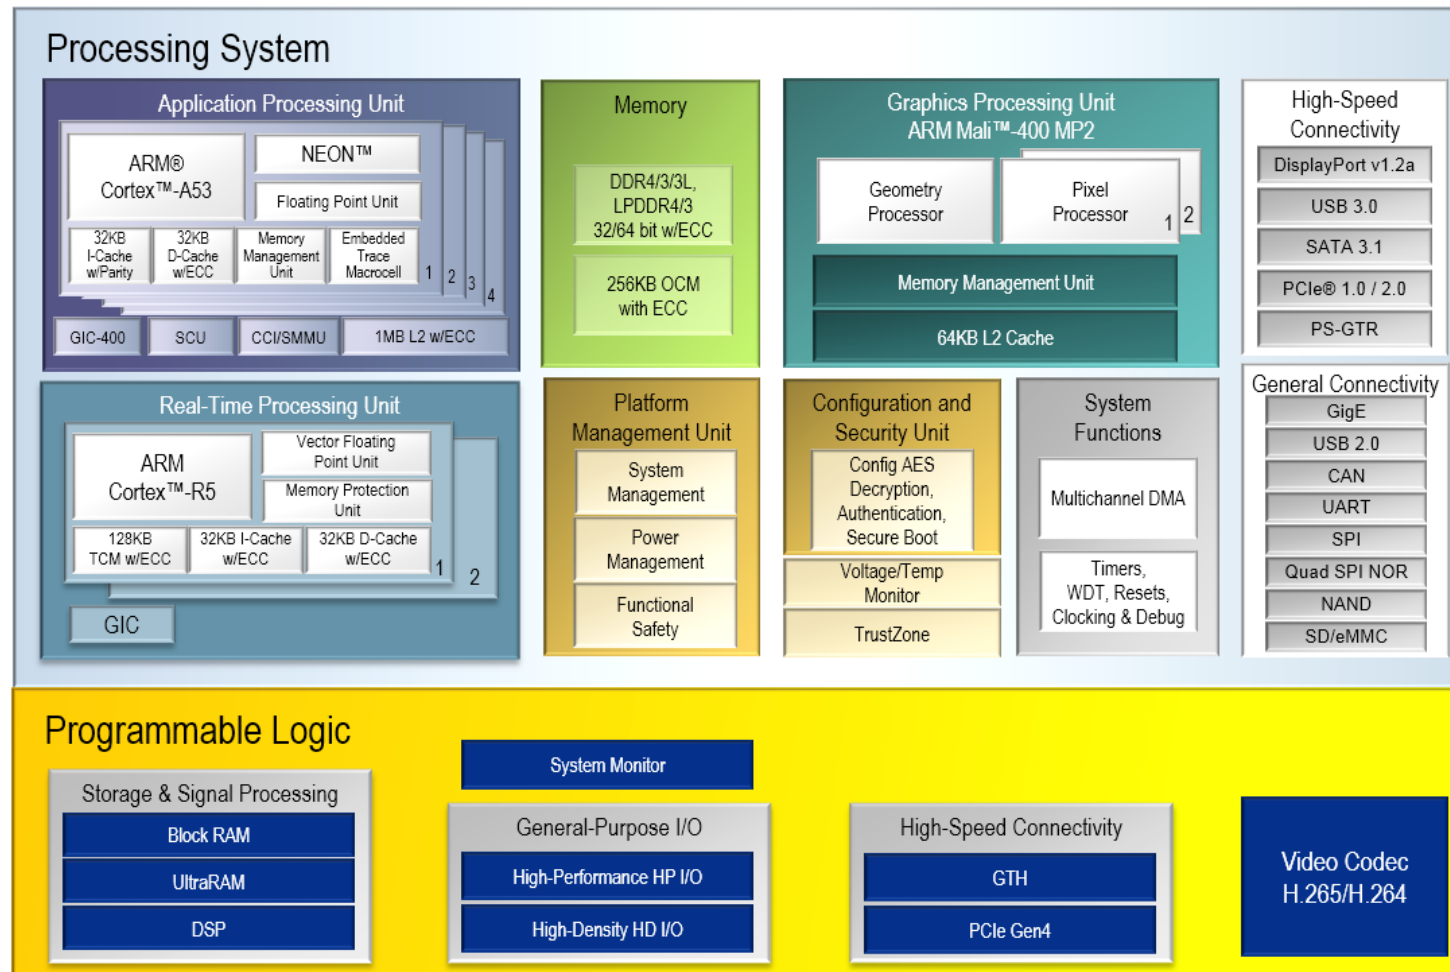 Processing System
Application Processing Unit
ARM®
Cortex™-A53
NEON™
Floating Point Unit
32KB
I-Cache
w/Parity
32KB
D-Cache
w/ECC
Memory
Management
Unit
Embedded
Trace
Macrocell
1
2
3
4
GIC-400
SCU
CCI/SMMU
1MB L2 w/ECC
Memory
DDR4/3/3L,
LPDDR4/3
32/64 bit w/ECC
256KB OCM
with ECC
Graphics Processing Unit
ARM Mali™-400 MP2
Geometry
Processor
Pixel
Processor
1
2
Memory Management Unit
64KB L2 Cache
High-Speed
Connectivity
DisplayPort v1.2a
USB 3.0
SATA 3.1
PCIe® 1.0 / 2.0
PS-GTR
Real-Time Processing Unit
ARM
Cortex™-R5
Vector Floating
Point Unit
Memory Protection
Unit
128KB
TCM w/ECC
32KB I-Cache
w/ECC
32KB D-Cache
w/ECC
1
2
GIC
Platform
Management Unit
System
Management
Power
Management
Functional
Safety
Configuration and
Security Unit
Config AES
Decryption,
Authentication,
Secure Boot
Voltage/Temp
Monitor
TrustZone
System
Functions
Multichannel DMA
Timers,
WDT, Resets,
Clocking & Debug
General Connectivity
GigE
USB 2.0
CAN
UART
SPI
Quad SPI NOR
NAND
SD/eMMC
Programmable Logic
Storage & Signal Processing
Block RAM
UltraRAM
DSP
System Monitor
General-Purpose I/O
High-Performance HP I/O
High-Density HD I/O
High-Speed Connectivity
GTH
PCIe Gen4
Video Codec
H.265/H.264